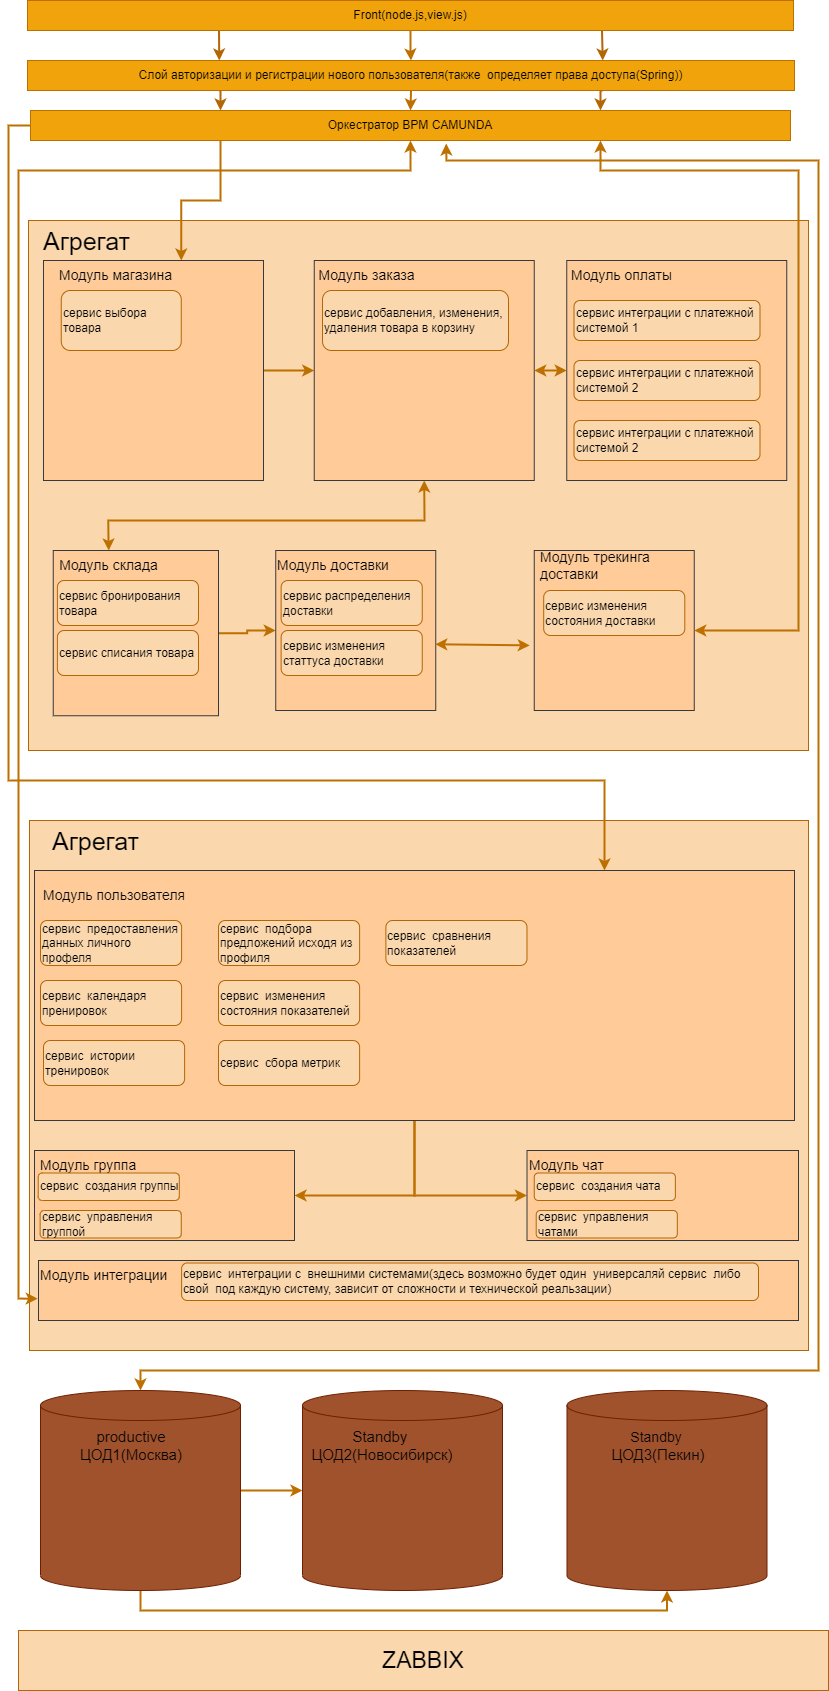 Front(node.js,view.js)
Слой авторизации и регистрации нового пользователя(также определяет права доступа(Spring))
Оркестратор BPM CAMUNDA
Агрегат
Модуль магазина
сервис выбора
товара
Модуль заказа
сервис добавления, изменения,
удаления товара в корзину
Модуль оплаты
сервис интеграции с платежной
системой 1
сервис интеграции с платежной
системой 2
сервис интеграции с платежной
системой 2
Модуль склада
сервис бронирования
товара
сервис списания товара
Модуль доставки
сервис распределения
доставки
сервис изменения
статтуса доставки
Модуль трекинга
доставки
сервис изменения
состояния доставки
Агрегат
Модуль пользователя
сервис предоставления
данных личного
профеля
сервис подбора
предложений исходя из
профиля
сервис сравнения
показателей
сервис календаря
пренировок
сервис изменения
состояния показателей
сервис истории
тренировок
сервис сбора метрик
Модуль группа
сервис создания группы
сервис управления
группой
Модуль чат
сервис создания чата
сервис управления
чатами
Модуль интеграции
сервис интеграции с внешними системами(здесь возможно будет один универсаляй сервис либо
свой под каждую систему, зависит от сложности и технической реальзации)
productive
ЦОД1(Москва)
Standby
ЦОД2(Новосибирск)
Standby
ЦОД3(Пекин)
ZABBIX